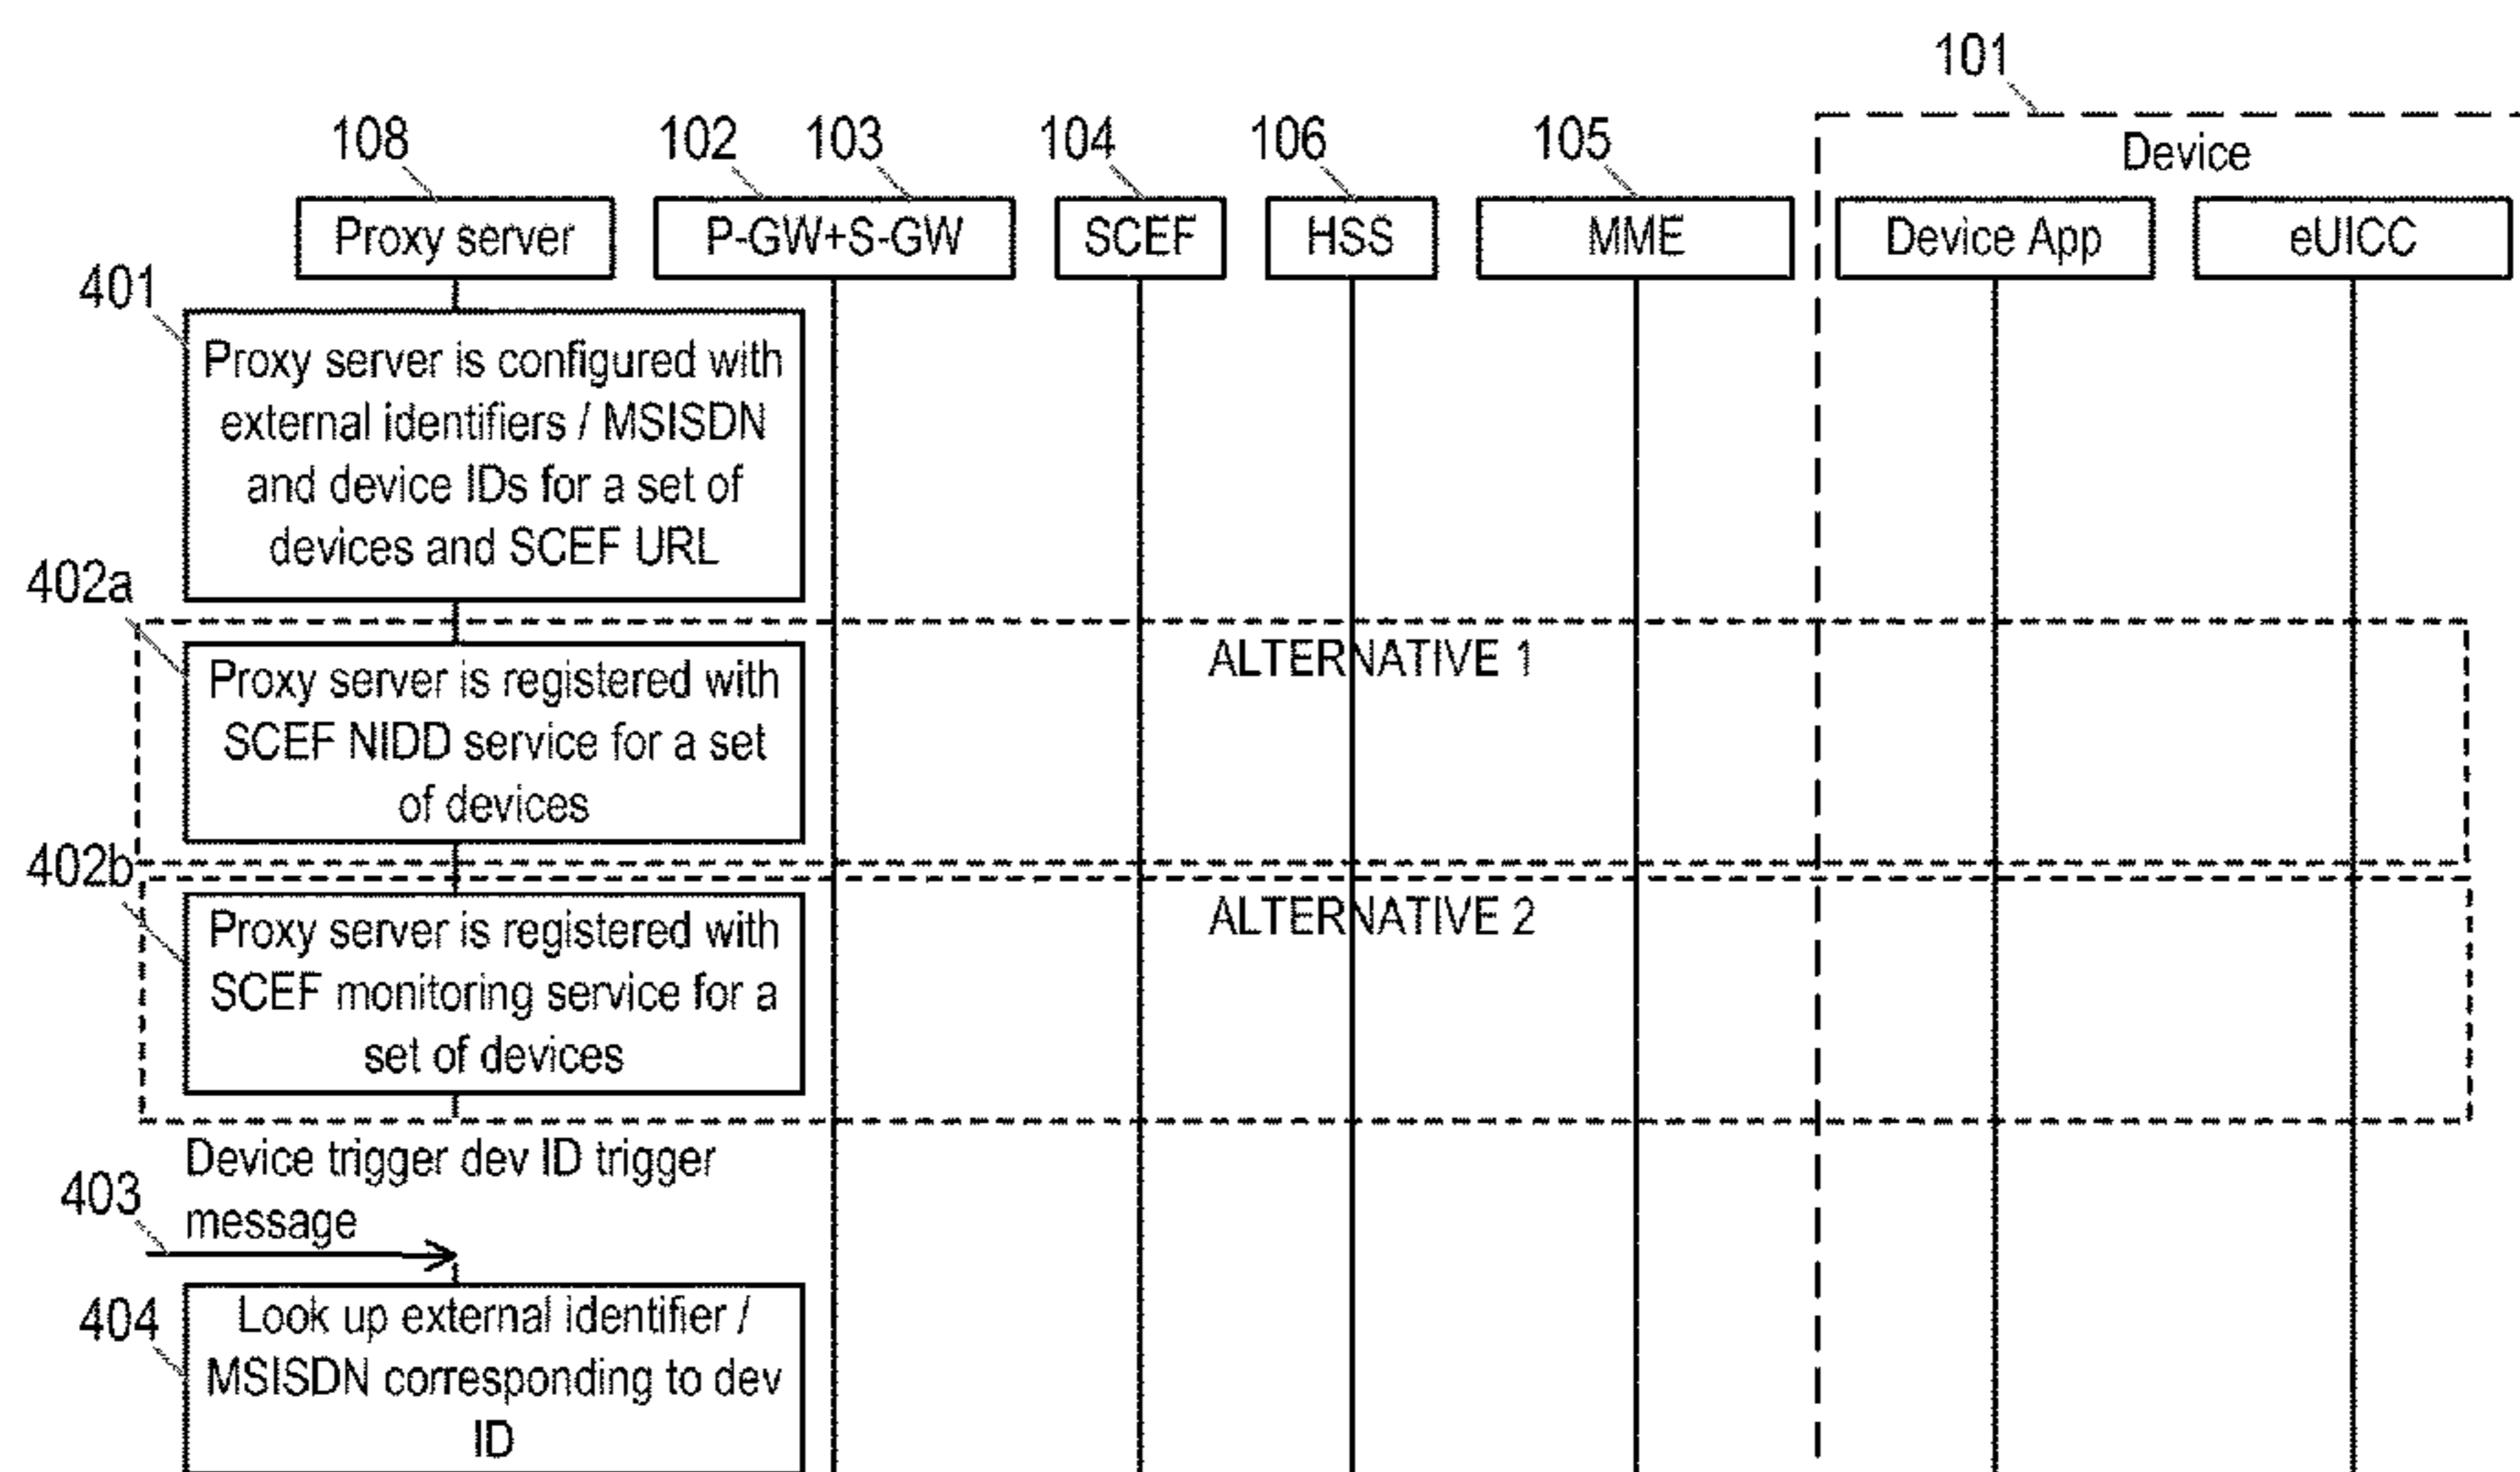 101
108
102
103
104
106
105
Device
Proxy server
P-GW+S-GW
SCEF
HSS
MME
Device App
eUICC
401
Proxy server is configured with
external identifiers / MSISDN
and device IDs for a set of
devices and SCEF URL
402a
ALTERNATIVE 1
Proxy server is registered with
SCEF NIDD service for a set
of devices
402b
ALTERNATIVE 2
Proxy server is registered with
SCEF monitoring service for a
set of devices
Device trigger dev ID trigger
message
403
404
Look up external identifier /
MSISDN corresponding to dev
ID